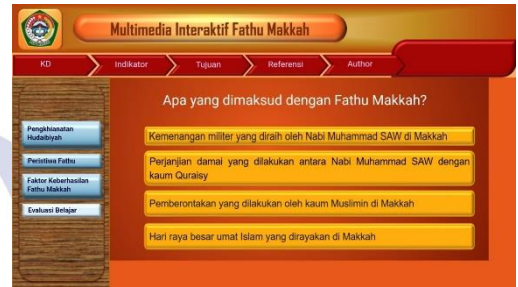 Multimedia Interaktif Fathu Makkah
KD
Indikator
Tujuan
Referensi
Author
Apa yang dimaksud dengan Fathu Makkah?
Pengkhianatan
Hudaibiyah
Peristiwa Fathu
Faktor Keberhasilan
Fathu Makkah
Evaluasi Belajar
Kemenangan militer yang diraih oleh Nabi Muhammad SAW di Makkah
Perjanjian damai yang dilakukan antara Nabi Muhammad SAW dengan
kaum Quraisy
Pemberontakan yang dilakukan oleh kaum Muslimin di Makkah
Hari raya besar umat Islam yang dirayakan di Makkah